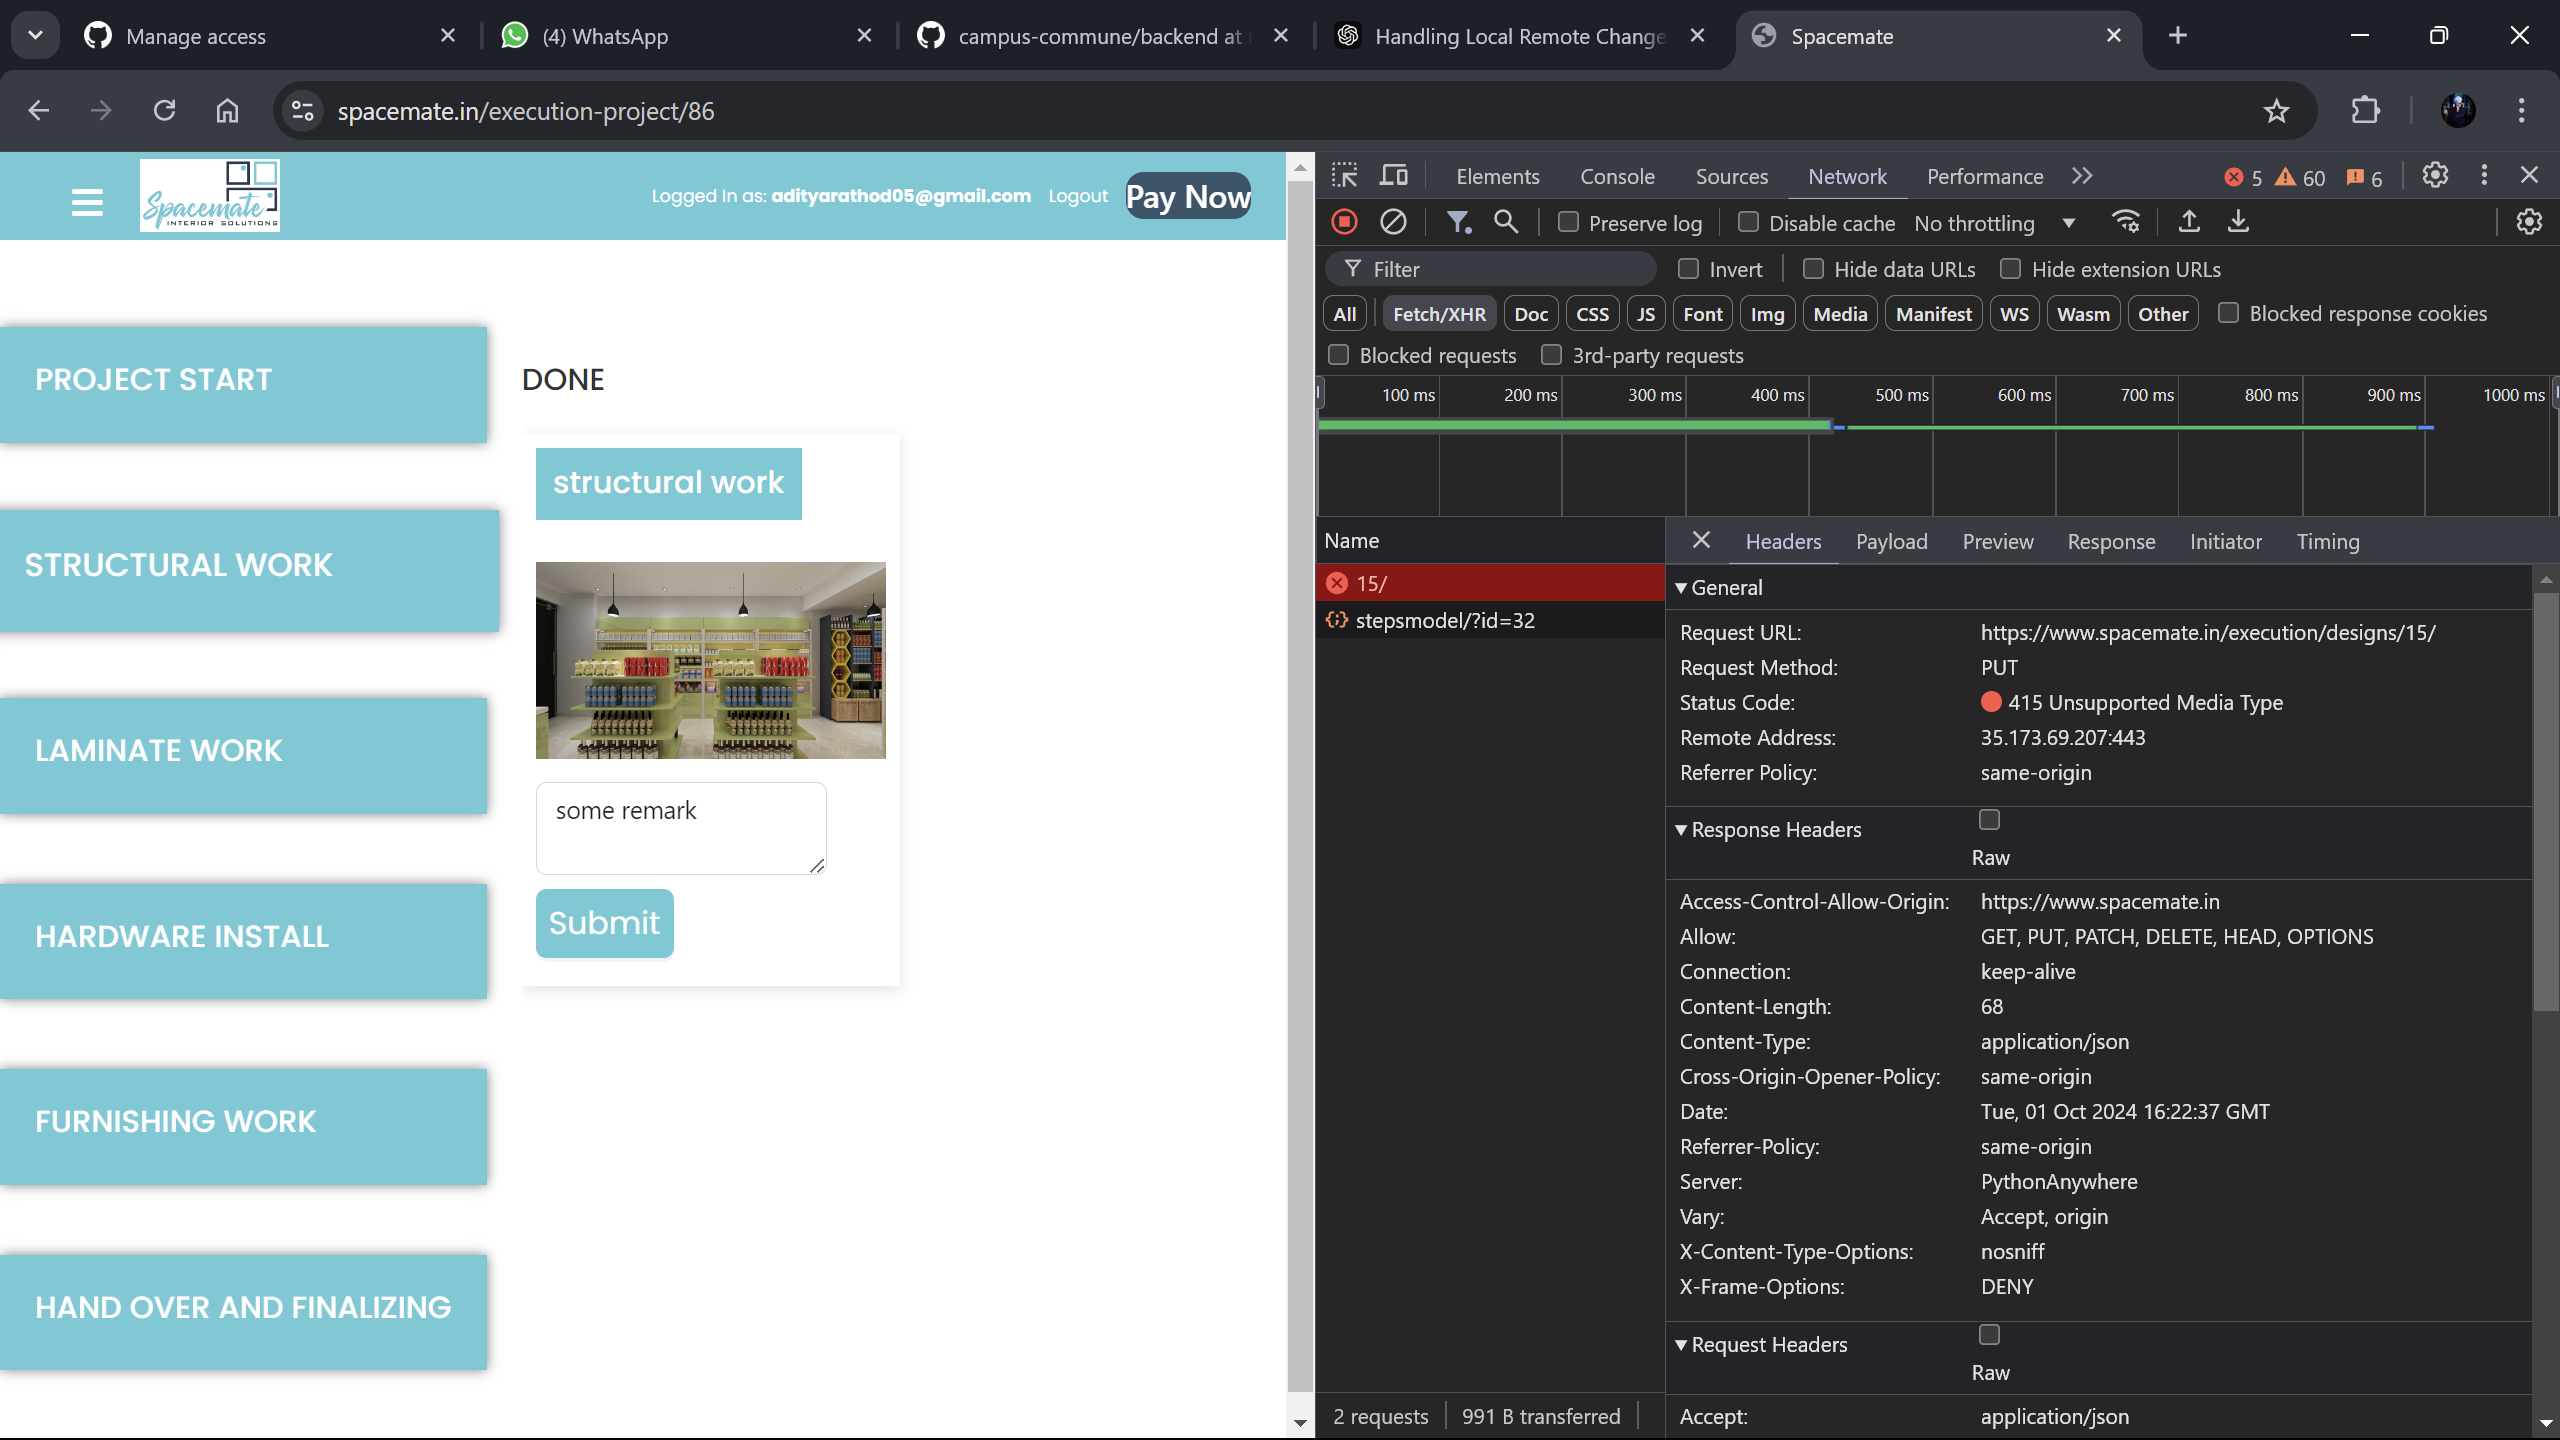 Manage access
(4) WhatsApp
campus-commune/backend at
Handling Local Remote Change
Spacemate
spacemate.in/execution-project/86
Spacemate
INTERIOR SOLUTIONS
Logged In as: adityarathod05@gmail.com
Logout
Pay Now
PROJECT START
STRUCTURAL WORK
LAMINATE WORK
HARDWARE INSTALL
FURNISHING WORK
HAND OVER AND FINALIZING
DONE
structural work
some remark
Submit
Elements Console Sources Network Performance 5 60 6
Preserve log Disable cache No throttling
Filter Invert Hide data URLs Hide extension URLs
All Fetch/XHR Doc CSS JS Font Img Media Manifest WS Wasm Other Blocked response cookies
Blocked requests 3rd-party requests
100 ms 200 ms 300 ms 400 ms 500 ms 600 ms 700 ms 800 ms 900 ms 1000 ms
Name
15/
stepsmodel/?id=32
2 requests 991 B transferred
Headers Payload Preview Response Initiator Timing
General
Request URL: https://www.spacemate.in/execution/designs/15/
Request Method: PUT
Status Code: 415 Unsupported Media Type
Remote Address: 35.173.69.207:443
Referrer Policy: same-origin
Response Headers
Raw
Access-Control-Allow-Origin: https://www.spacemate.in
Allow: GET, PUT, PATCH, DELETE, HEAD, OPTIONS
Connection: keep-alive
Content-Length: 68
Content-Type: application/json
Cross-Origin-Opener-Policy: same-origin
Date: Tue, 01 Oct 2024 16:22:37 GMT
Referrer-Policy: same-origin
Server: PythonAnywhere
Vary: Accept, origin
X-Content-Type-Options: nosniff
X-Frame-Options: DENY
Request Headers
Raw
Accept: application/json